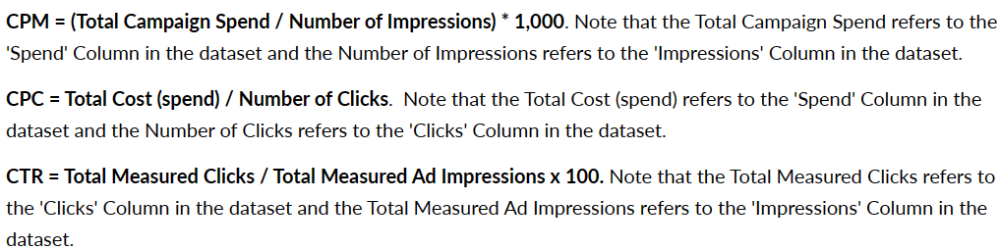 CPM = (Total Campaign Spend / Number of Impressions) * 1,000. Note that the Total Campaign Spend refers to the
'Spend' Column in the dataset and the Number of Impressions refers to the 'Impressions' Column in the dataset.
CPC = Total Cost (spend) / Number of Clicks.  Note that the Total Cost (spend) refers to the 'Spend' Column in the
dataset and the Number of Clicks refers to the 'Clicks' Column in the dataset.
CTR = Total Measured Clicks / Total Measured Ad Impressions x 100. Note that the Total Measured Clicks refers to
the 'Clicks' Column in the dataset and the Total Measured Ad Impressions refers to the 'Impressions' Column in the
dataset.